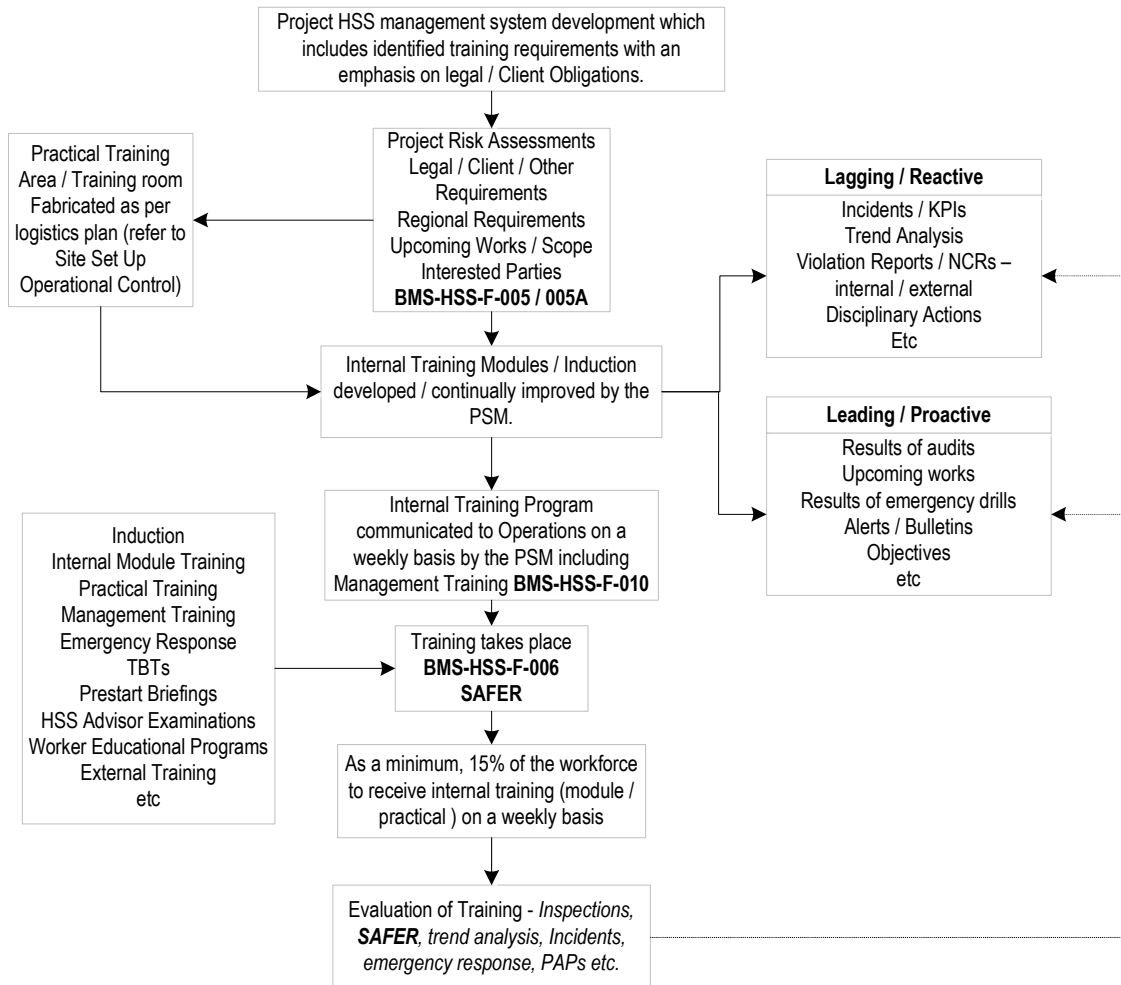 Project HSS management system development which
includes identified training requirements with an
emphasis on legal / Client Obligations.
Practical Training
Area / Training room
Fabricated as per
logistics plan (refer to
Site Set Up
Operational Control)
Project Risk Assessments
Legal / Client / Other
Requirements
Regional Requirements
Upcoming Works / Scope
Interested Parties
BMS-HSS-F-005 / 005A
Lagging / Reactive
Incidents / KPIs
Trend Analysis
Violation Reports / NCRs –
internal / external
Disciplinary Actions
Etc
Internal Training Modules / Induction
developed / continually improved by the
PSM.
Leading / Proactive
Results of audits
Upcoming works
Results of emergency drills
Alerts / Bulletins
Objectives
etc
Internal Training Program
communicated to Operations on a
weekly basis by the PSM including
Management Training BMS-HSS-F-010
Induction
Internal Module Training
Practical Training
Management Training
Emergency Response
TBTs
Prestart Briefings
HSS Advisor Examinations
Worker Educational Programs
External Training
etc
Training takes place
BMS-HSS-F-006
SAFER
As a minimum, 15% of the workforce
to receive internal training (module /
practical ) on a weekly basis
Evaluation of Training - Inspections,
SAFER, trend analysis, Incidents,
emergency response, PAPs etc.